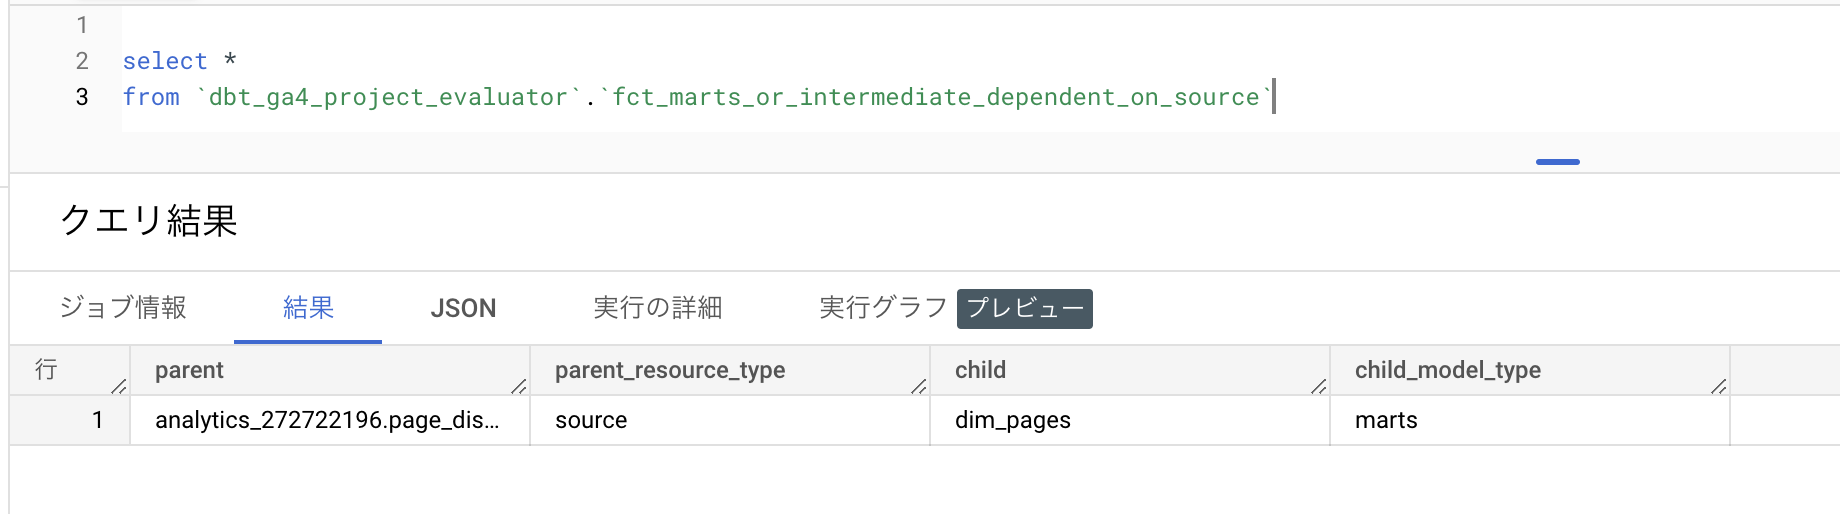 1
2 select *
3 from `dbt_ga4_project_evaluator`.`fct_marts_or_intermediate_dependent_on_source`
クエリ結果
ジョブ情報 結果 JSON 実行の詳細 実行グラフ プレビュー
行 parent parent_resource_type child child_model_type
1 analytics_272722196.page_dis... source dim_pages marts